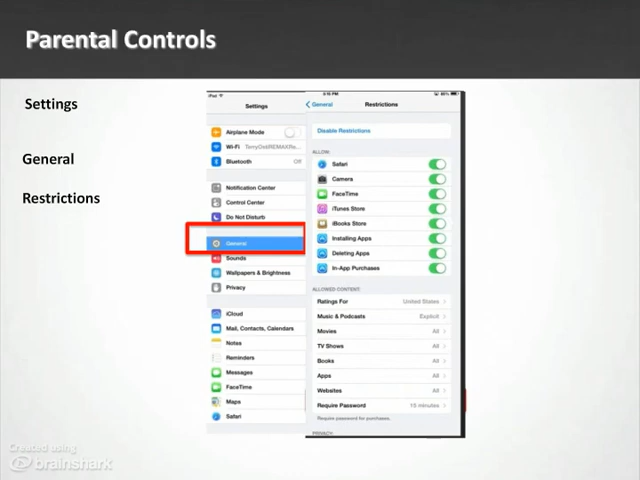 Parental Controls
Settings
General
Restrictions
iPad
Settings
Airplane Mode
Wi-Fi
Bluetooth Off
Notification Center
Control Center
Do Not Disturb
General
Sounds
Wallpapers & Brightness
Privacy
iCloud
Mail, Contacts, Calendars
Notes
Reminders
Messages
FaceTime
Maps
Safari
General Restrictions
Disable Restrictions
ALLOW:
Safari
Camera
FaceTime
iTunes Store
iBooks Store
Installing Apps
Deleting Apps
In-App Purchases
ALLOWED CONTENT:
Ratings For United States
Music & Podcasts Explicit
Movies All
TV Shows All
Books All
Apps All
Websites All
Require Password 15 minutes
Require password for purchases.
PRIVACY:
Created using
brainshark